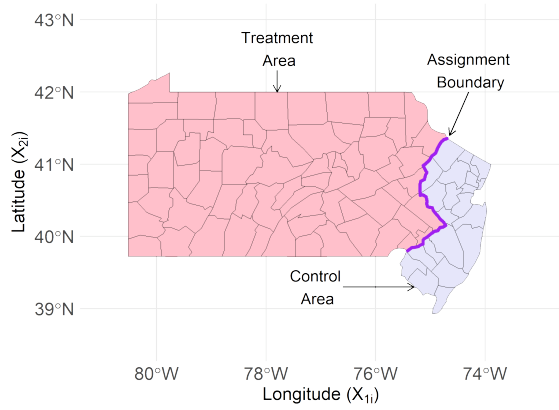 43°N
Treatment
Area
Assignment
Boundary
42°N
41°N
Latitude (X₂ᵢ)
40°N
Control
Area
39°N
80°W
78°W
76°W
74°W
Longitude (X₁ᵢ)